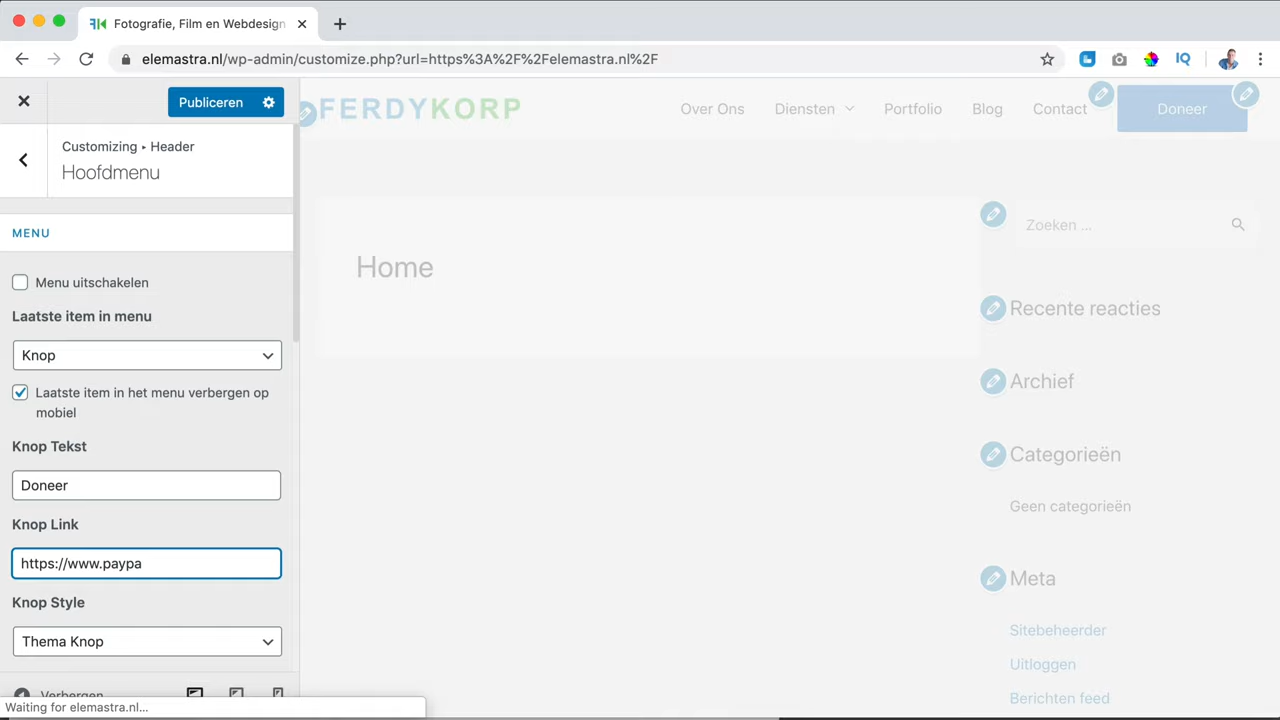 Fotografie, Film en Webdesign
elemastra.nl/wp-admin/customize.php?url=https%3A%2F%2Felemastra.nl%2F
IQ
Publiceren
Customizing ▸ Header
Hoofdmenu
MENU
Menu uitschakelen
Laatste item in menu
Knop
Laatste item in het menu verbergen op
mobiel
Knop Tekst
Doneer
Knop Link
https://www.paypa
Knop Style
Thema Knop
Verbergen
Waiting for elemastra.nl...
FERDYKORP
Over Ons
Diensten
Portfolio
Blog
Contact
Doneer
Home
Zoeken ...
Recente reacties
Archief
Categorieën
Geen categorieën
Meta
Sitebeheerder
Uitloggen
Berichten feed